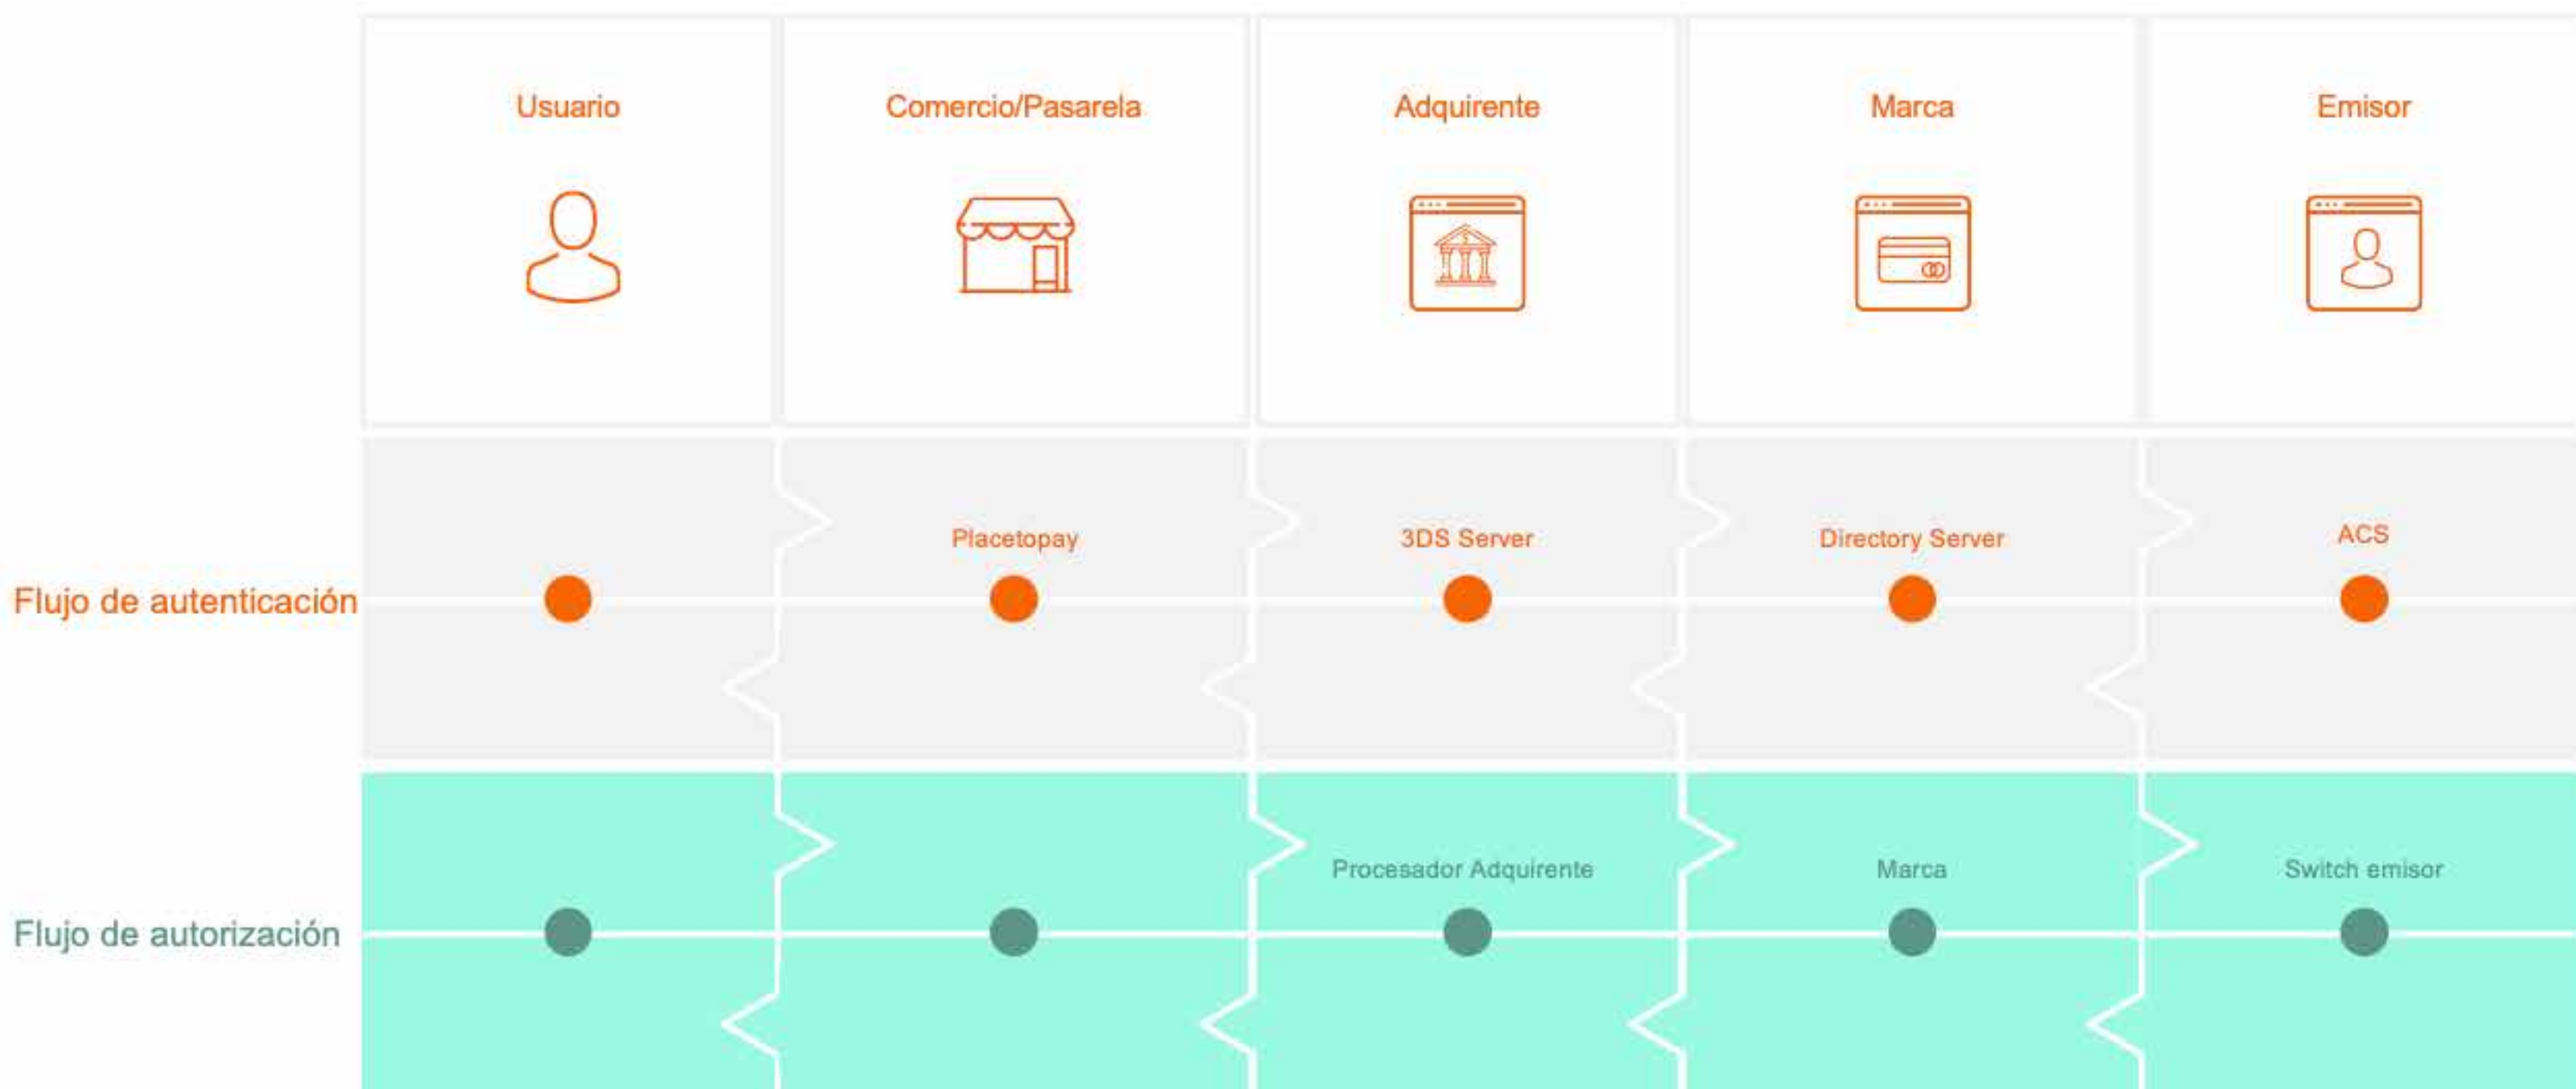 Usuario
Comercio/Pasarela
Adquirente
Marca
Emisor
Flujo de autenticación
Placetopay
3DS Server
Directory Server
ACS
Flujo de autorización
Procesador Adquirente
Marca
Switch emisor